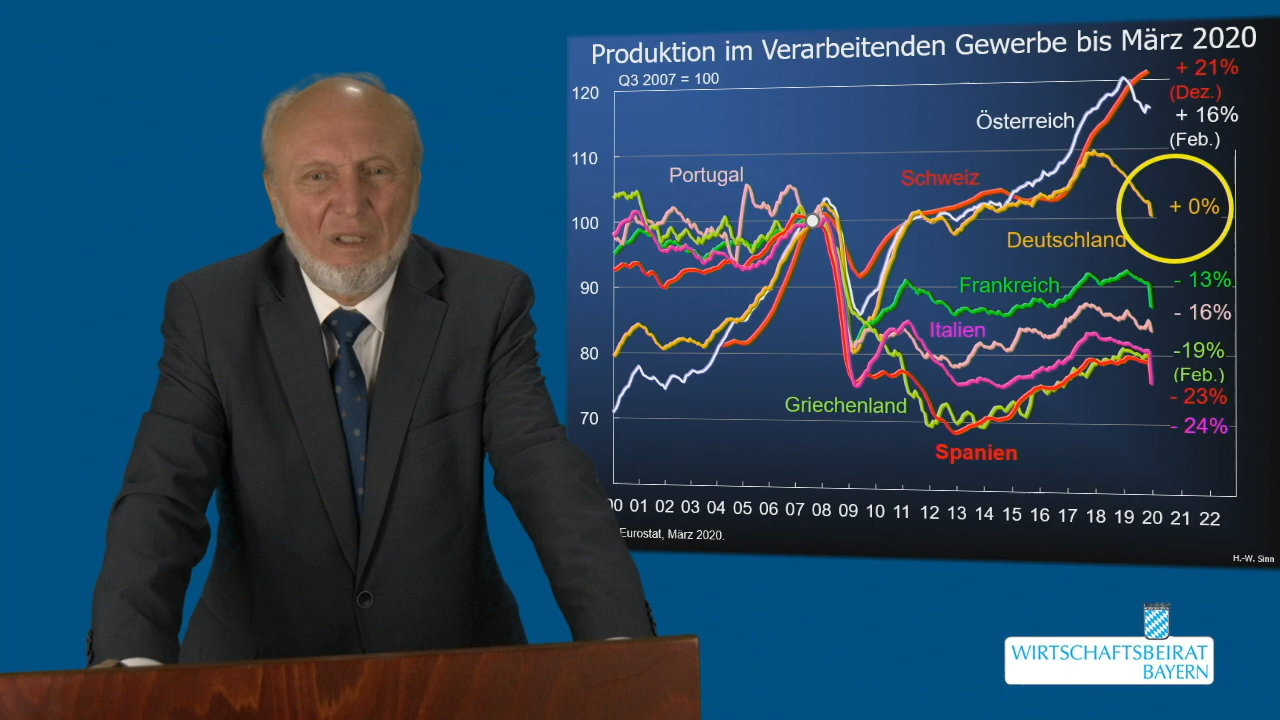 Produktion im Verarbeitenden Gewerbe bis März 2020
Q3 2007 = 100
120
110
100
90
80
70
Portugal
Österreich
Schweiz
Deutschland
Frankreich
Italien
Griechenland
Spanien
+ 21%
(Dez.)
+ 16%
(Feb.)
+ 0%
- 13%
- 16%
-19%
(Feb.)
- 23%
- 24%
00 01 02 03 04 05 06 07 08 09 10 11 12 13 14 15 16 17 18 19 20 21 22
Eurostat, März 2020.
H.-W. Sinn
WIRTSCHAFTSBEIRAT
BAYERN